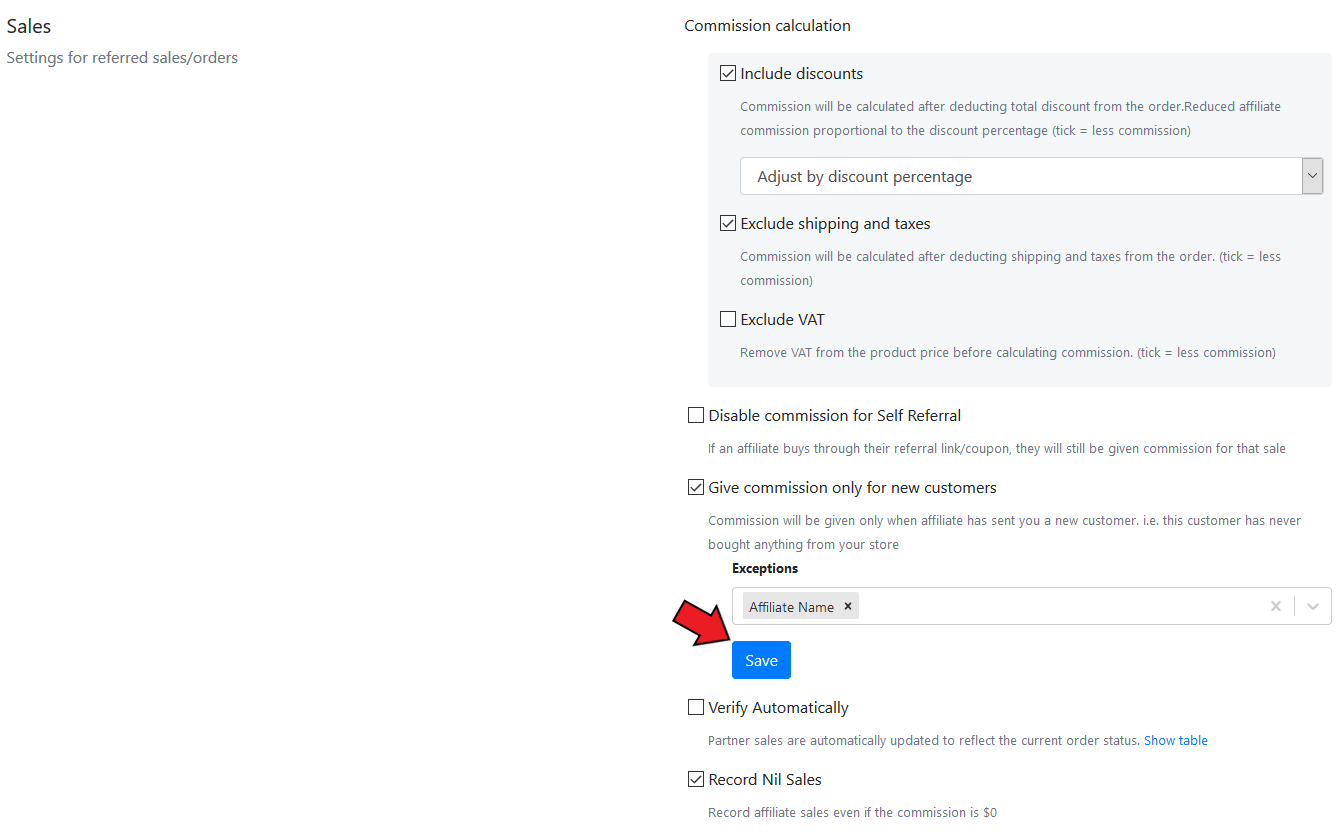 Sales
Settings for referred sales/orders
Commission calculation
Include discounts
Commission will be calculated after deducting total discount from the order.Reduced affiliate
commission proportional to the discount percentage (tick = less commission)
Adjust by discount percentage
Exclude shipping and taxes
Commission will be calculated after deducting shipping and taxes from the order. (tick = less
commission)
Exclude VAT
Remove VAT from the product price before calculating commission. (tick = less commission)
Disable commission for Self Referral
If an affiliate buys through their referral link/coupon, they will still be given commission for that sale
Give commission only for new customers
Commission will be given only when affiliate has sent you a new customer. i.e. this customer has never
bought anything from your store
Exceptions
Affiliate Name
Save
Verify Automatically
Partner sales are automatically updated to reflect the current order status. Show table
Record Nil Sales
Record affiliate sales even if the commission is $0